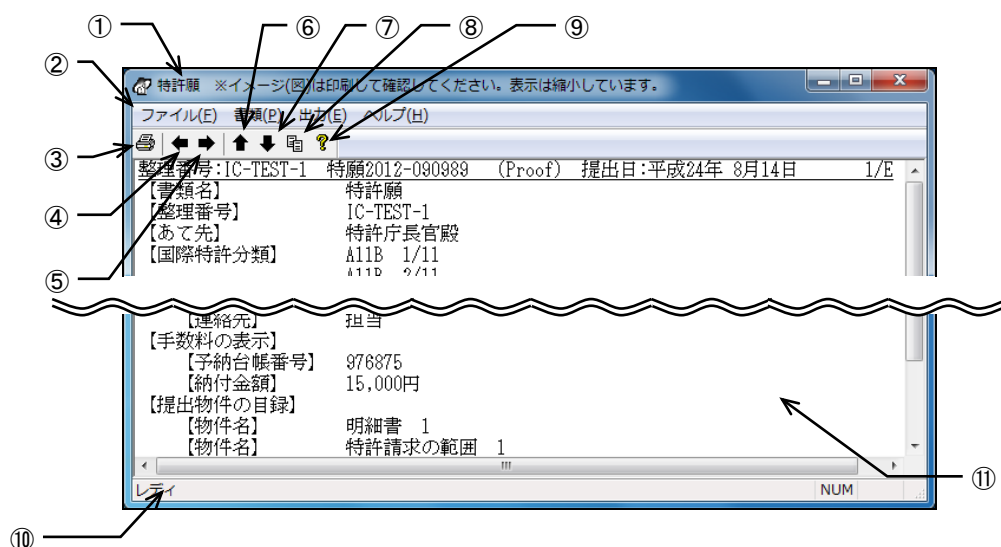 ① ⑥ ⑦ ⑧ ⑨
②
特許願 ※イメージ(図)は印刷して確認してください。表示は縮小しています。
ファイル(F) 書類(P) 出力(E) ヘルプ(H)
③
整理番号:IC-TEST-1 特願2012-090989 (Proof) 提出日:平成24年 8月14日 1/E
【書類名】 特許願
④
【整理番号】 IC-TEST-1
【あて先】 特許庁長官殿
【国際特許分類】 A11B 1/11
A11B 2/11
⑤
【連絡先】 担当
【手数料の表示】
【予納台帳番号】 976875
【納付金額】 15,000円
【提出物件の目録】
【物件名】 明細書 1
【物件名】 特許請求の範囲 1
⑪
レディ NUM
⑩